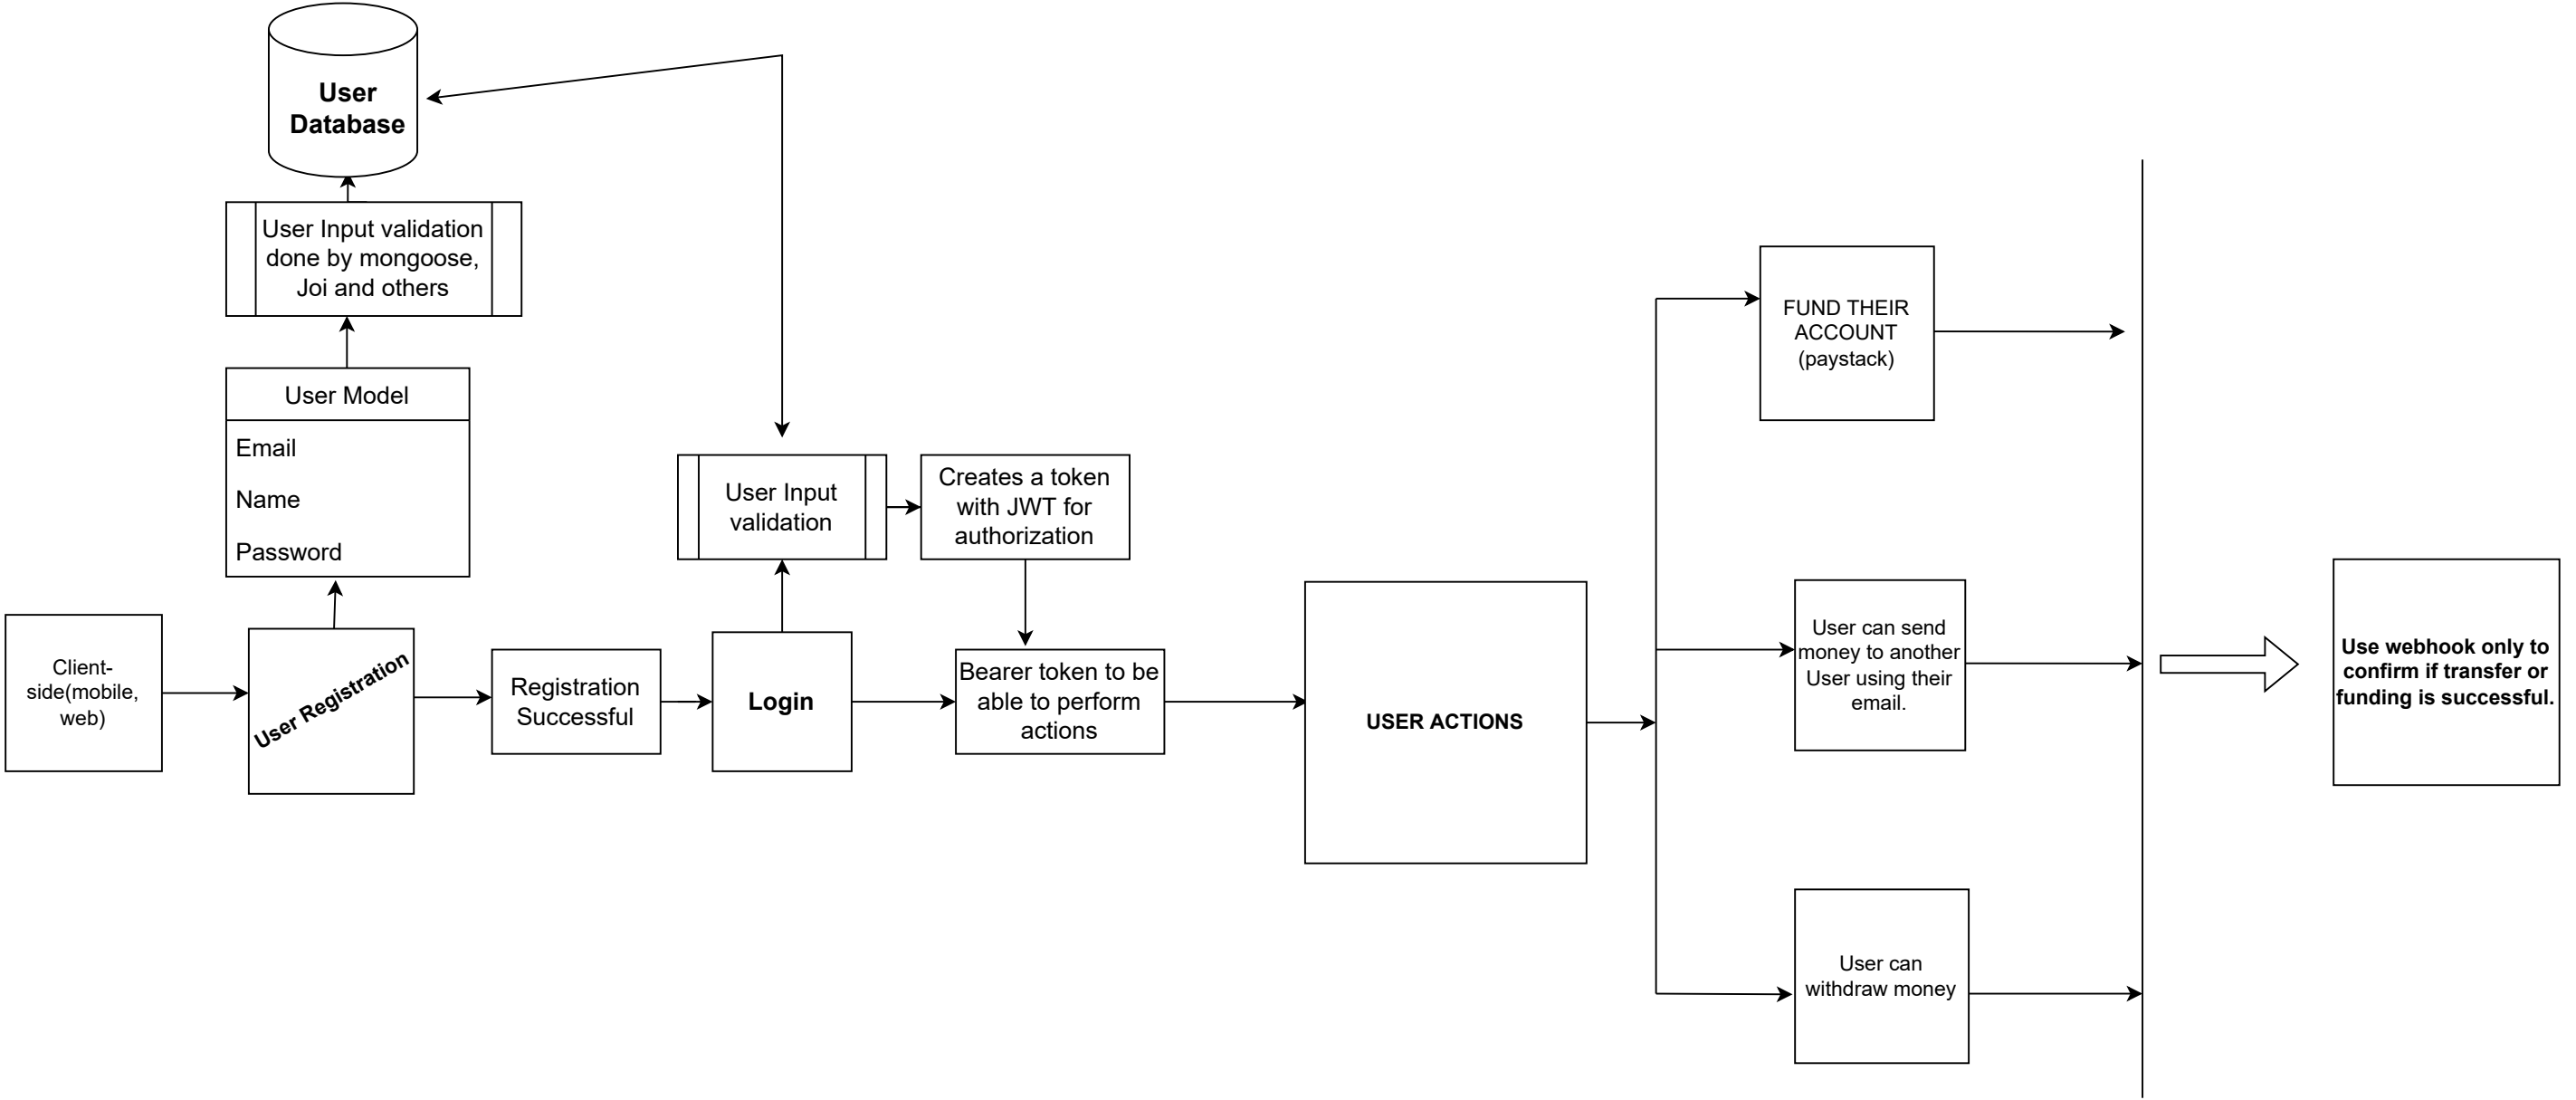 User
Database
User Input validation
done by mongoose,
Joi and others
User Model
Email
Name
Password
Client-
side(mobile,
web)
User Registration
Registration
Successful
Login
User Input
validation
Creates a token
with JWT for
authorization
Bearer token to be
able to perform
actions
USER ACTIONS
FUND THEIR
ACCOUNT
(paystack)
User can send
money to another
User using their
email.
User can
withdraw money
Use webhook only to
confirm if transfer or
funding is successful.